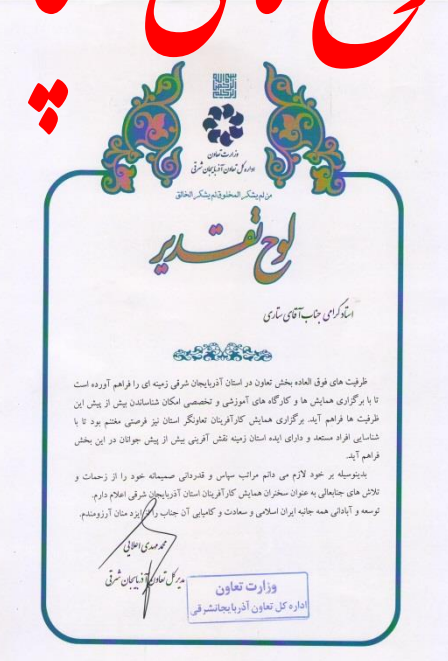 وزارت تعاون
اداره کل تعاون آذربایجان شرقی
من لم یشکر المخلوق لم یشکر الخالق
لوح تقدیر
استاد گرامی جناب آقای ستاری
ظرفیت های فوق العاده بخش تعاون در استان آذربایجان شرقی زمینه ای را فراهم آورده است
تا با برگزاری همایش ها و کارگاه های آموزشی و تخصصی امکان شناساندن بیش از پیش این
ظرفیت ها فراهم آید. برگزاری همایش کارآفرینان تعاونگر استان نیز فرصتی مغتنم بود تا با
شناسایی افراد مستعد و دارای ایده استان زمینه نقش آفرینی بیش از پیش جوانان در این بخش
فراهم آید.
بدینوسیله بر خود لازم می دانم مراتب سپاس و قدردانی صمیمانه خود را از زحمات و
تلاش های جنابعالی به عنوان سخنران همایش کارآفرینان استان آذربایجان شرقی اعلام دارم.
توسعه و آبادانی همه جانبه ایران اسلامی و سعادت و کامیابی آن جناب را از ایزد منان آرزومندم.
محمد مهدی اعلایی
مدیر کل تعاون آذربایجان شرقی
وزارت تعاون
اداره کل تعاون آذربایجانشرقی